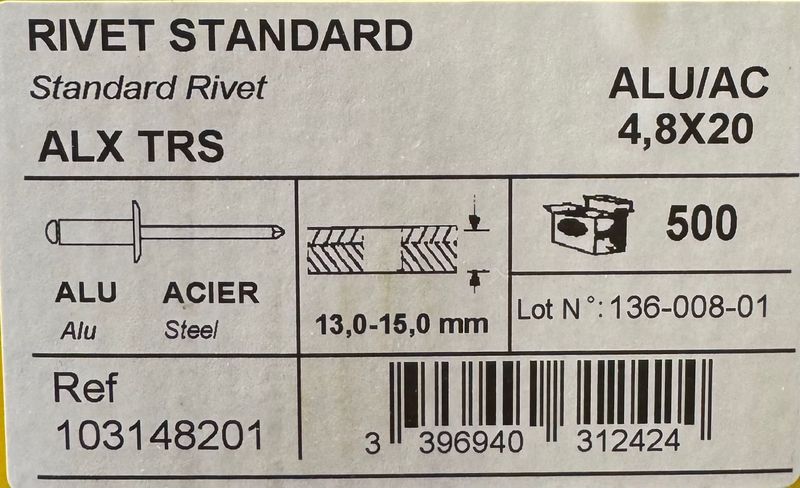 RIVET STANDARD
Standard Rivet
ALX TRS
ALU/AC
4,8X20
ALU ACIER
Alu Steel
13,0-15,0 mm
500
Lot N°: 136-008-01
Ref
103148201
3 396940 312424